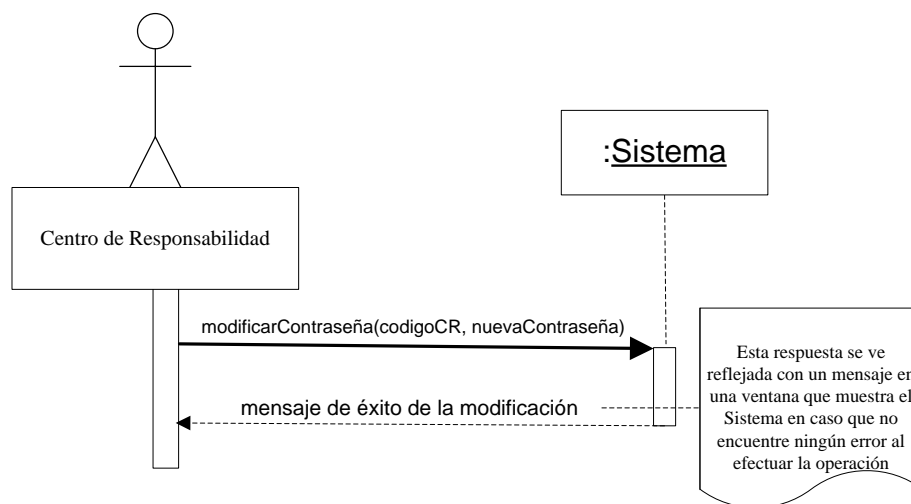 :Sistema
Centro de Responsabilidad
modificarContraseña(codigoCR, nuevaContraseña)
mensaje de éxito de la modificación
Esta respuesta se ve
reflejada con un mensaje en
una ventana que muestra el
Sistema en caso que no
encuentre ningún error al
efectuar la operación